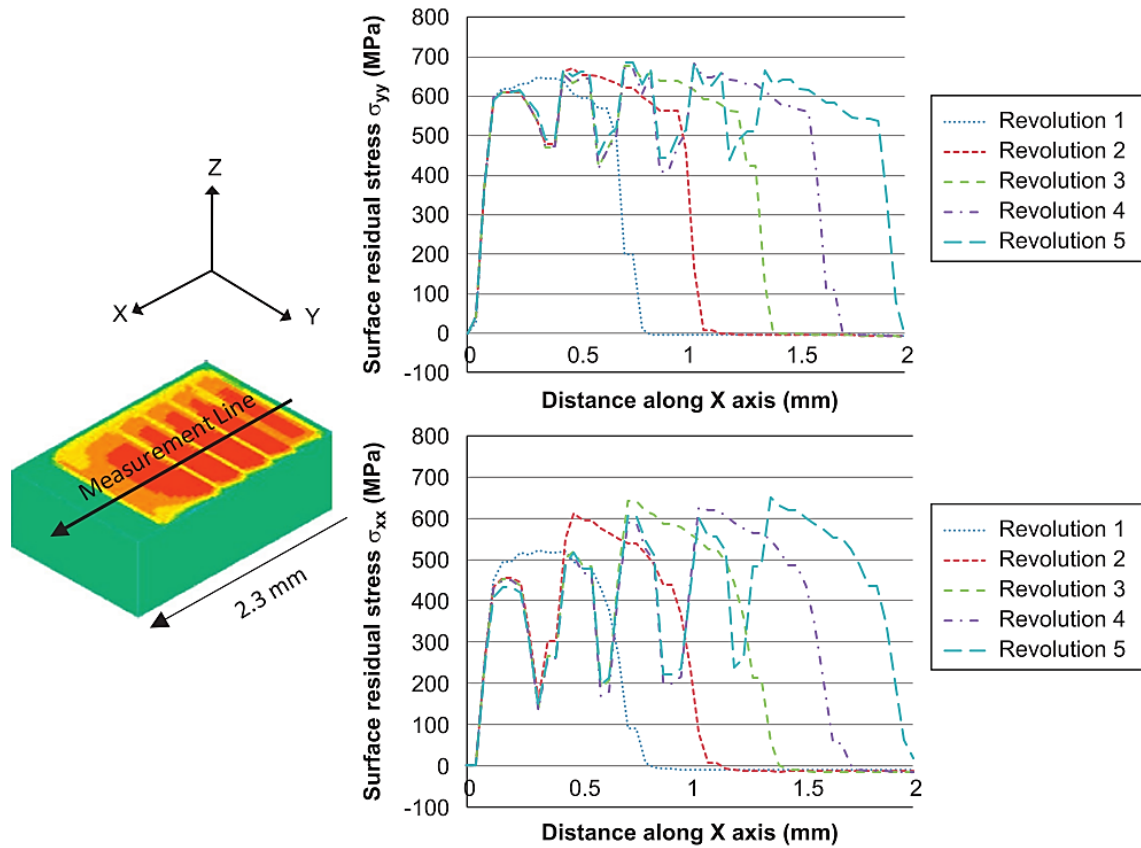 Z
X
Y
Measurement Line
2.3 mm
Surface residual stress σyy (MPa)
800
700
600
500
400
300
200
100
0
-100
0
0.5
1
1.5
2
Distance along X axis (mm)
Revolution 1
Revolution 2
Revolution 3
Revolution 4
Revolution 5
Surface residual stress σxx (MPa)
800
700
600
500
400
300
200
100
0
-100
0
0.5
1
1.5
2
Distance along X axis (mm)
Revolution 1
Revolution 2
Revolution 3
Revolution 4
Revolution 5